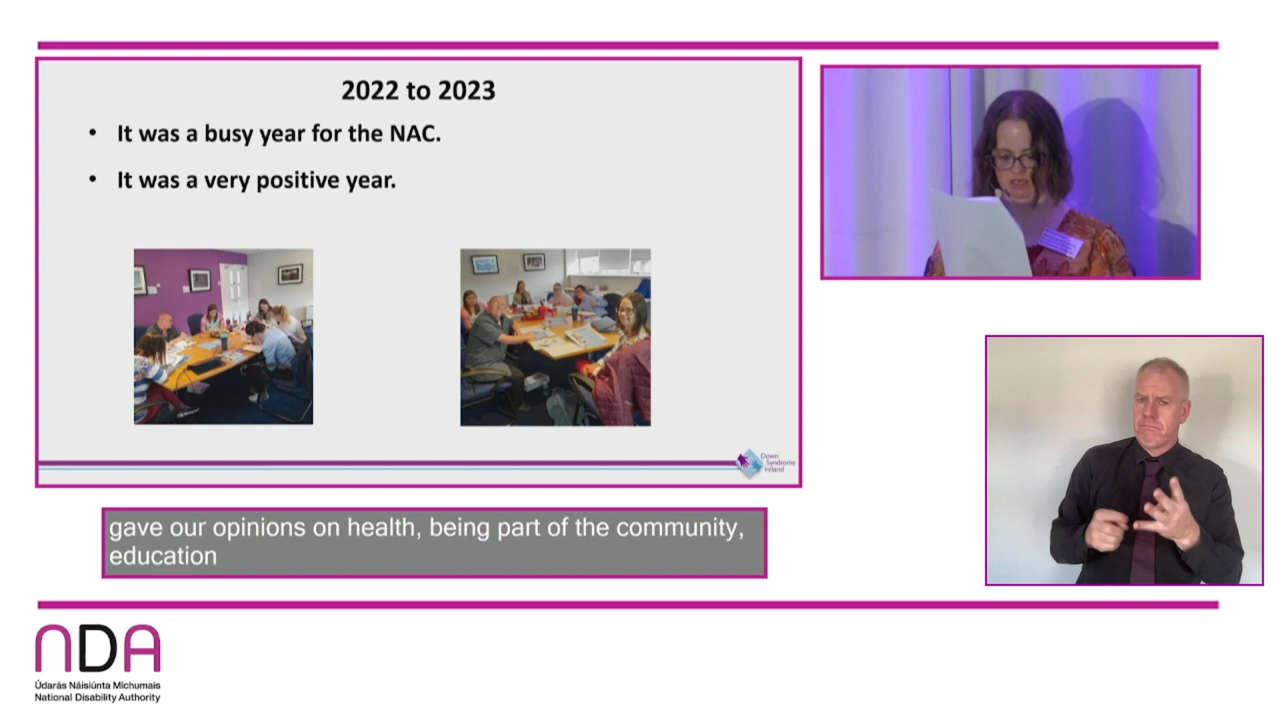 2022 to 2023
• It was a busy year for the NAC.
• It was a very positive year.
Down
Syndrome
Ireland
gave our opinions on health, being part of the community,
education
NDA
Údarás Náisiúnta Míchumais
National Disability Authority